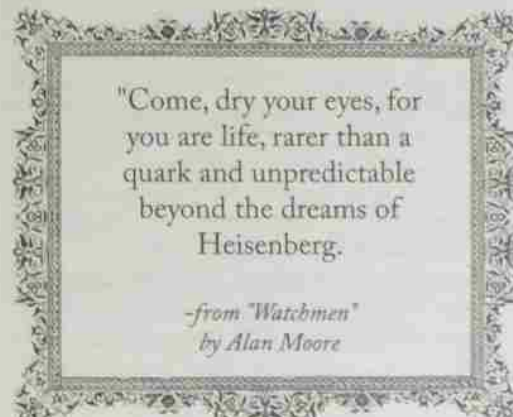 "Come, dry your eyes, for
you are life, rarer than a
quark and unpredictable
beyond the dreams of
Heisenberg.
-from "Watchmen"
by Alan Moore